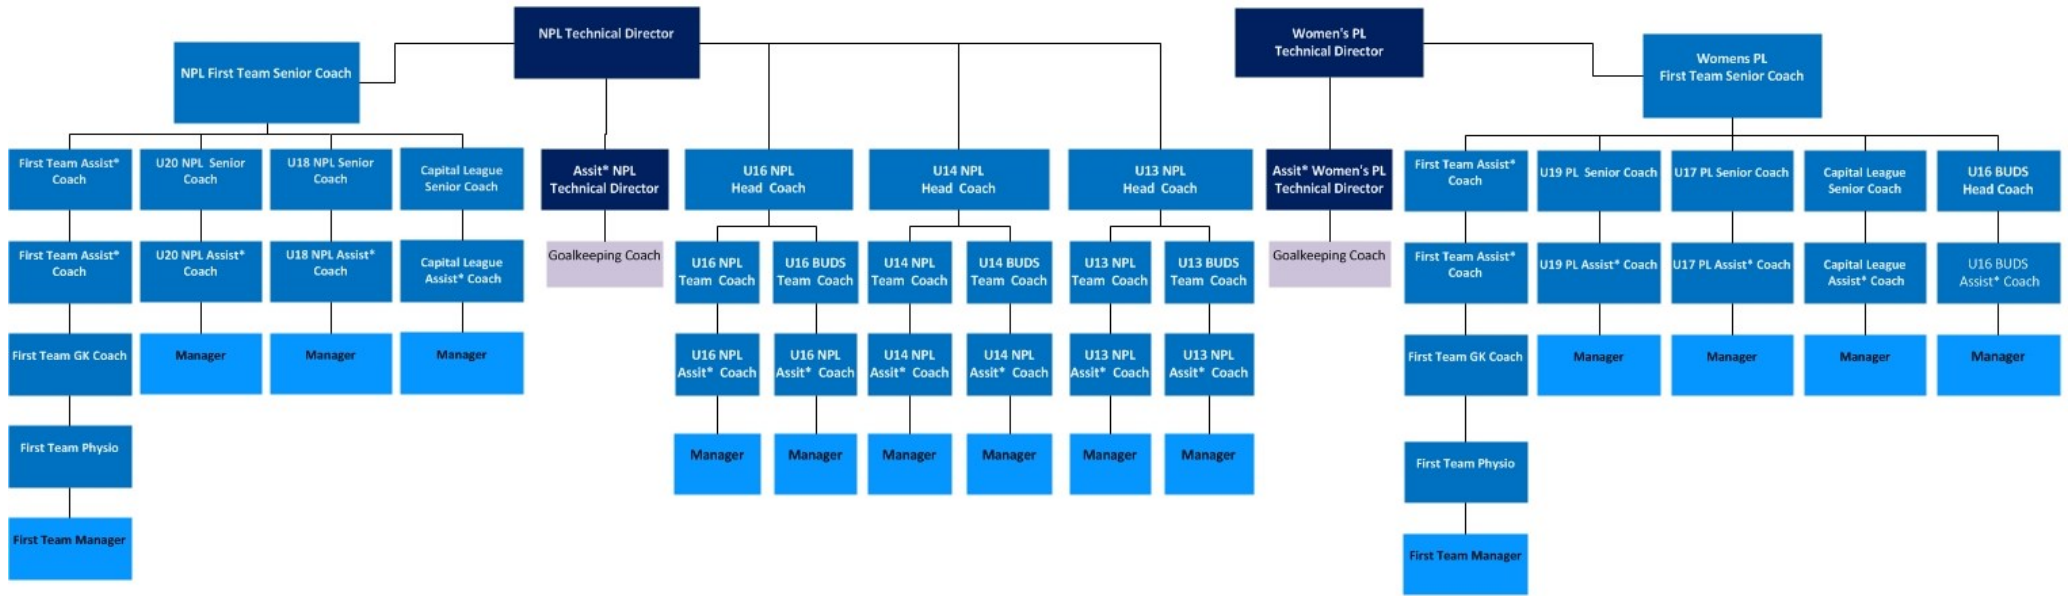 NPL Technical Director
Women's PL
Technical Director
NPL First Team Senior Coach
Womens PL
First Team Senior Coach
First Team Assist*
Coach
U20 NPL Senior
Coach
U18 NPL Senior
Coach
Capital League
Senior Coach
Assit* NPL
Technical Director
U16 NPL
Head Coach
U14 NPL
Head Coach
U13 NPL
Head Coach
Assit* Women's PL
Technical Director
First Team Assist*
Coach
U19 PL Senior Coach
U17 PL Senior Coach
Capital League
Senior Coach
U16 BUDS
Head Coach
First Team Assist*
Coach
U20 NPL Assist*
Coach
U18 NPL Assist*
Coach
Capital League
Assist* Coach
Goalkeeping Coach
U16 NPL
Team Coach
U16 BUDS
Team Coach
U14 NPL
Team Coach
U14 BUDS
Team Coach
U13 NPL
Team Coach
U13 BUDS
Team Coach
Goalkeeping Coach
First Team Assist*
Coach
U19 PL Assist* Coach
U17 PL Assist* Coach
Capital League
Assist* Coach
U16 BUDS
Assist* Coach
First Team GK Coach
Manager
Manager
Manager
U16 NPL
Assit* Coach
U16 NPL
Assit* Coach
U14 NPL
Assit* Coach
U14 NPL
Assit* Coach
U13 NPL
Assit* Coach
U13 NPL
Assit* Coach
First Team GK Coach
Manager
Manager
Manager
Manager
First Team Physio
Manager
Manager
Manager
Manager
Manager
Manager
First Team Physio
First Team Manager
First Team Manager